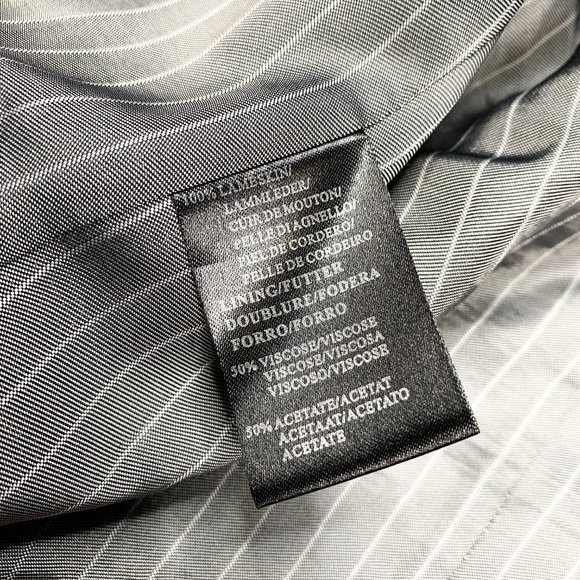 100% LAMESKIN/
LAMMLEDER/
CUIR DE MOUTON/
PELLE DI AGNELLO/
PIEL DE CORDERO/
PELLE DE CORDEIRO
LINING/FUTTER
DOUBLURE/FODERA
FORRO/FORRO
50% VISCOSE/VISCOSE
VISCOSE/VISCOSA
VISCOSO/VISCOSE
50% ACETATE/ACETAT
ACETAAT/ACETATO
ACETATE